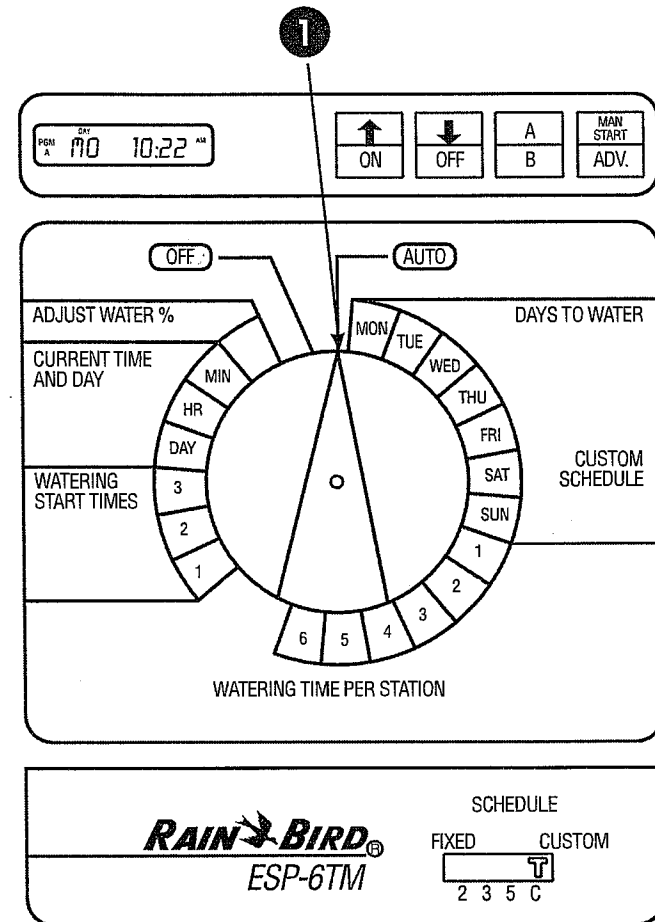 1
PGM A DAY MO 10:22 AM
ON OFF A B MAN START ADV.
OFF AUTO
ADJUST WATER %
CURRENT TIME AND DAY
WATERING START TIMES
MIN
HR
DAY
3
2
1
DAYS TO WATER
MON
TUE
WED
THU
FRI
SAT
SUN
CUSTOM SCHEDULE
1
2
3
4
5
6
WATERING TIME PER STATION
RAIN BIRD®
ESP-6TM
SCHEDULE
FIXED CUSTOM
T
2 3 5 C